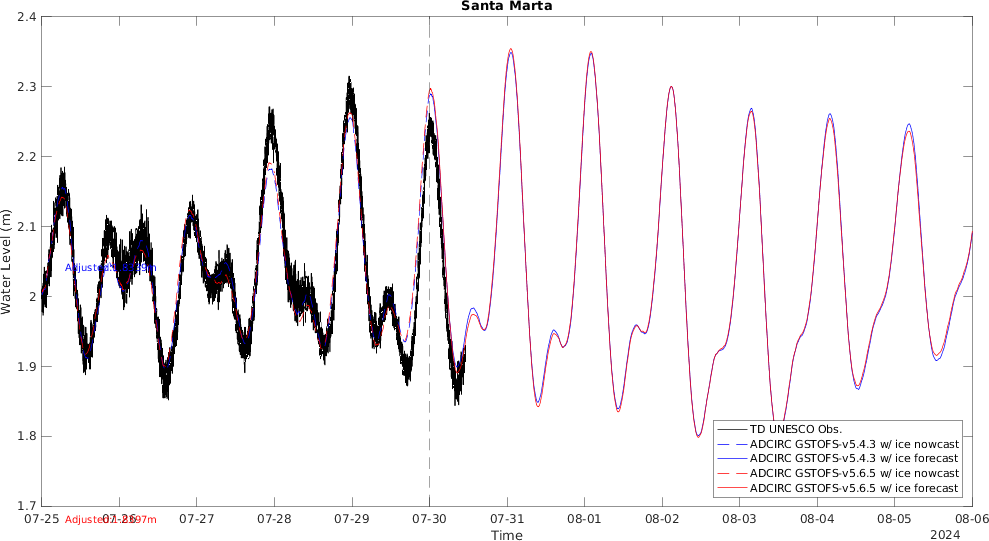 Santa Marta
2.4
2.3
2.2
2.1
2
1.9
1.8
1.7
Water Level (m)
Adjusted:
TD UNESCO Obs.
ADCIRC GSTOFS-v5.4.3 w/ ice nowcast
ADCIRC GSTOFS-v5.4.3 w/ ice forecast
ADCIRC GSTOFS-v5.6.5 w/ ice nowcast
ADCIRC GSTOFS-v5.6.5 w/ ice forecast
07-25 07-26 07-27 07-28 07-29 07-30 07-31 08-01 08-02 08-03 08-04 08-05 08-06
Adjusted:
Time
2024